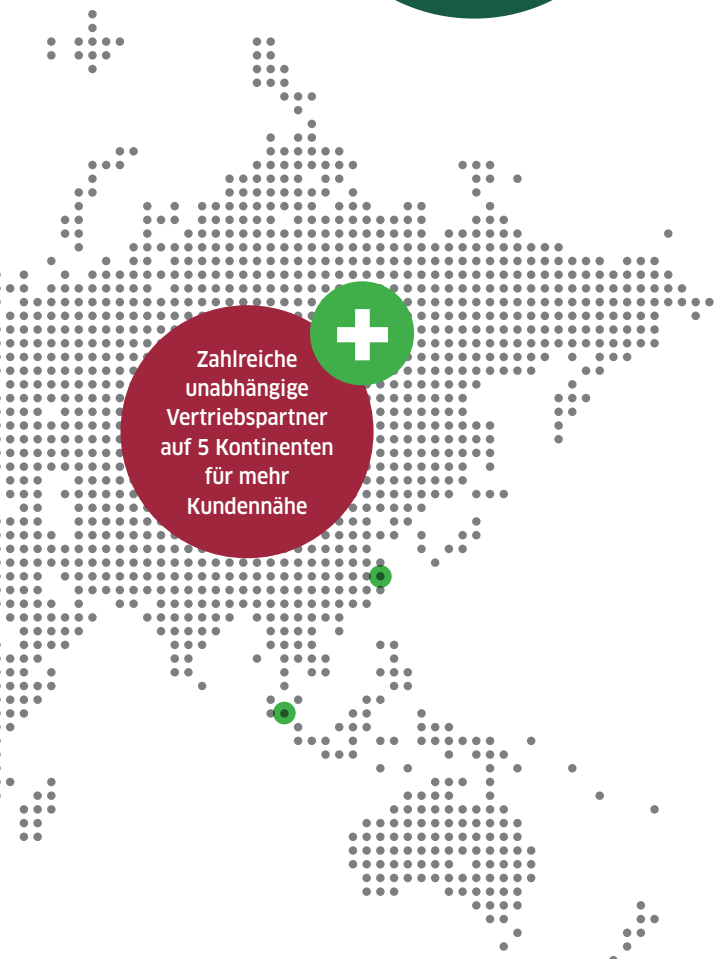 Zahlreiche
unabhängige
Vertriebspartner
auf 5 Kontinenten
für mehr
Kundennähe